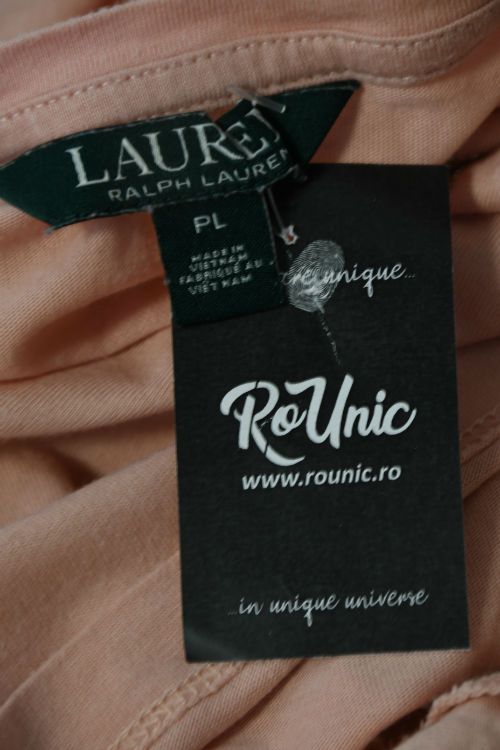 LAUREN
RALPH LAUREN
PL
MADE IN
VIETNAM
FABRIQUÉ AU
VIET NAM
unique...
RoUnic
www.rounic.ro
...in unique universe